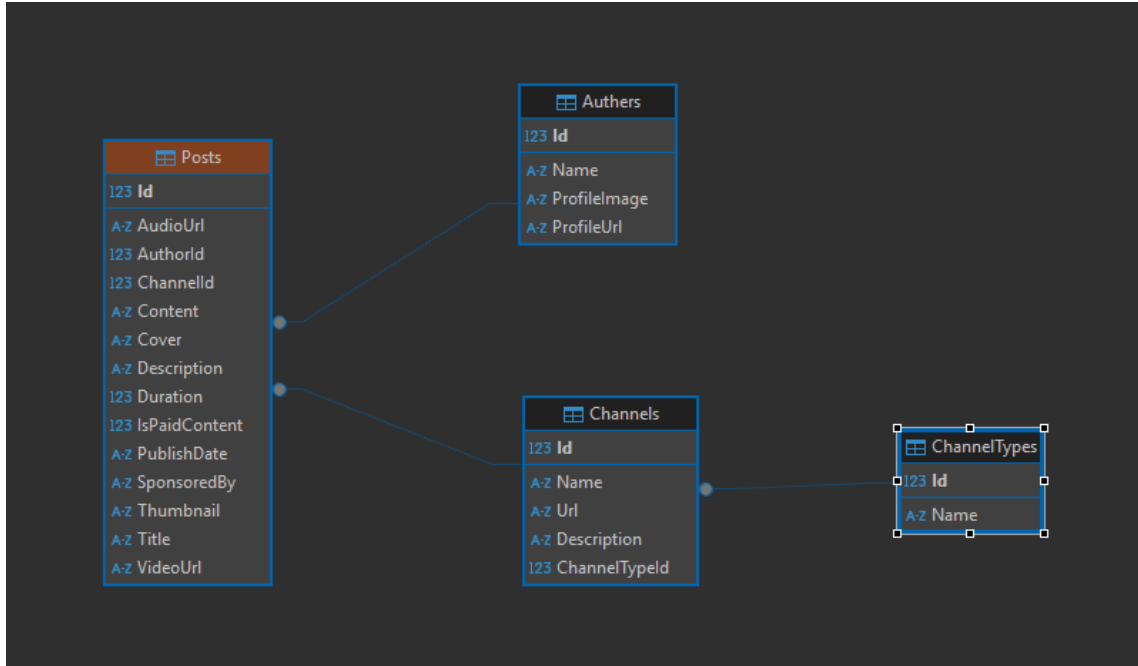 Posts
123 Id
A-Z AudioUrl
123 AuthorId
123 ChannelId
A-Z Content
A-Z Cover
A-Z Description
123 Duration
123 IsPaidContent
A-Z PublishDate
A-Z SponsoredBy
A-Z Thumbnail
A-Z Title
A-Z VideoUrl
Authers
123 Id
A-Z Name
A-Z ProfileImage
A-Z ProfileUrl
Channels
123 Id
A-Z Name
A-Z Url
A-Z Description
123 ChannelTypeId
ChannelTypes
123 Id
A-Z Name